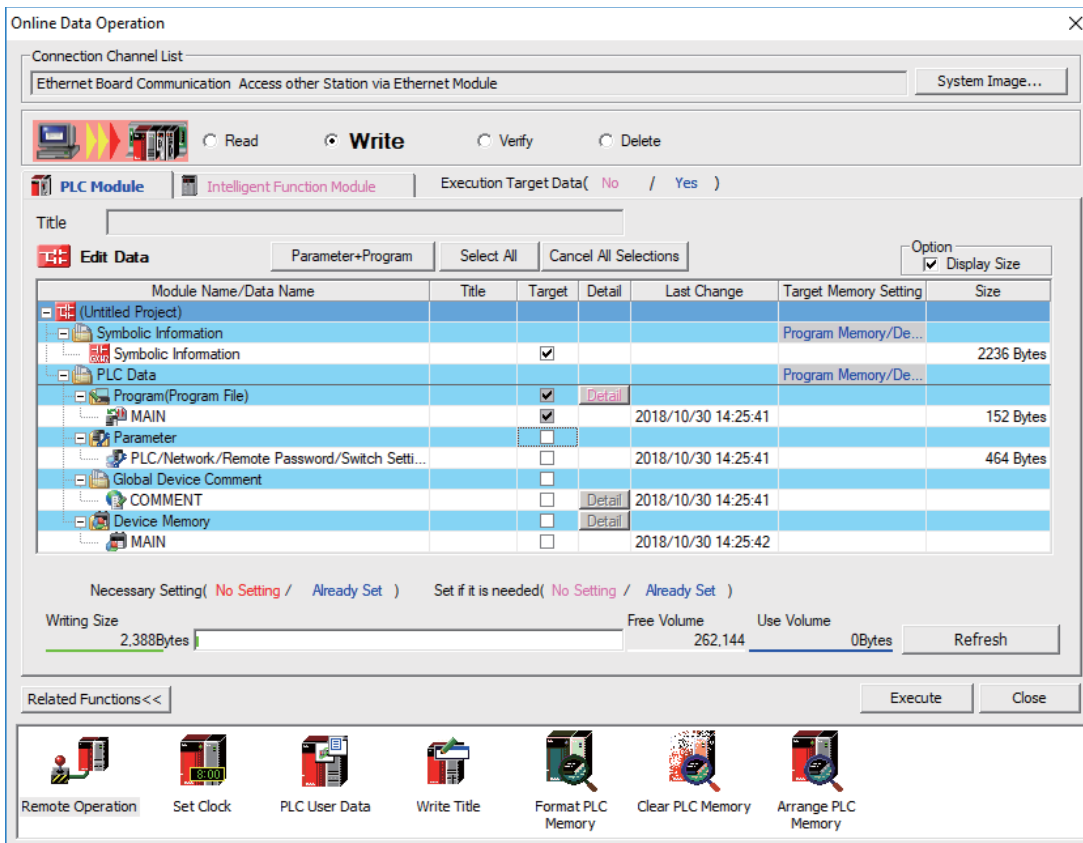 Online Data Operation
Connection Channel List
Ethernet Board Communication Access other Station via Ethernet Module
System Image...
Read Write Verify Delete
PLC Module Intelligent Function Module Execution Target Data( No / Yes )
Title
Edit Data Parameter+Program Select All Cancel All Selections Option
Display Size
Module Name/Data Name Title Target Detail Last Change Target Memory Setting Size
(Untitled Project)
Symbolic Information Program Memory/De...
Symbolic Information 2236 Bytes
PLC Data Program Memory/De...
Program(Program File) Detail
MAIN 2018/10/30 14:25:41 152 Bytes
Parameter
PLC/Network/Remote Password/Switch Setti... 2018/10/30 14:25:41 464 Bytes
Global Device Comment
COMMENT Detail 2018/10/30 14:25:41
Device Memory Detail
MAIN 2018/10/30 14:25:42
Necessary Setting( No Setting / Already Set ) Set if it is needed( No Setting / Already Set )
Writing Size Free Volume Use Volume
2,388Bytes 262,144 0Bytes Refresh
Related Functions<< Execute Close
8:00
Remote Operation Set Clock PLC User Data Write Title Format PLC Clear PLC Memory Arrange PLC
Memory Memory